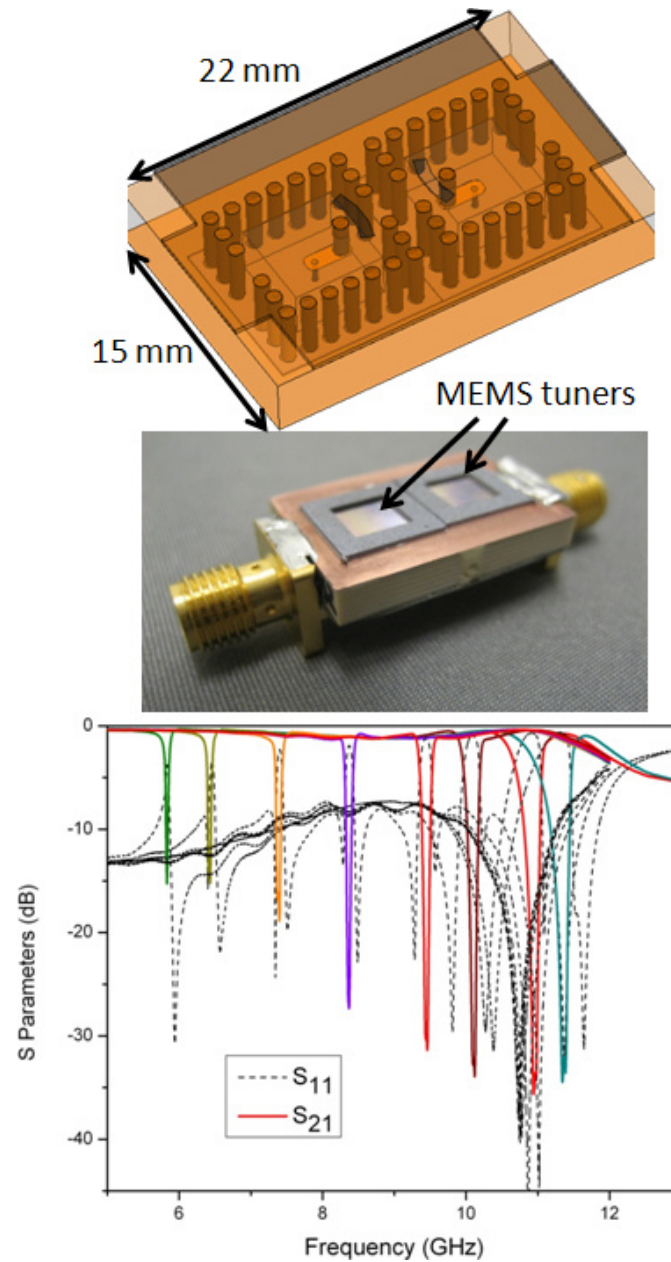 22 mm
15 mm
MEMS tuners
0
-10
-20
-30
-40
S Parameters (dB)
S11
S21
6 8 10 12
Frequency (GHz)